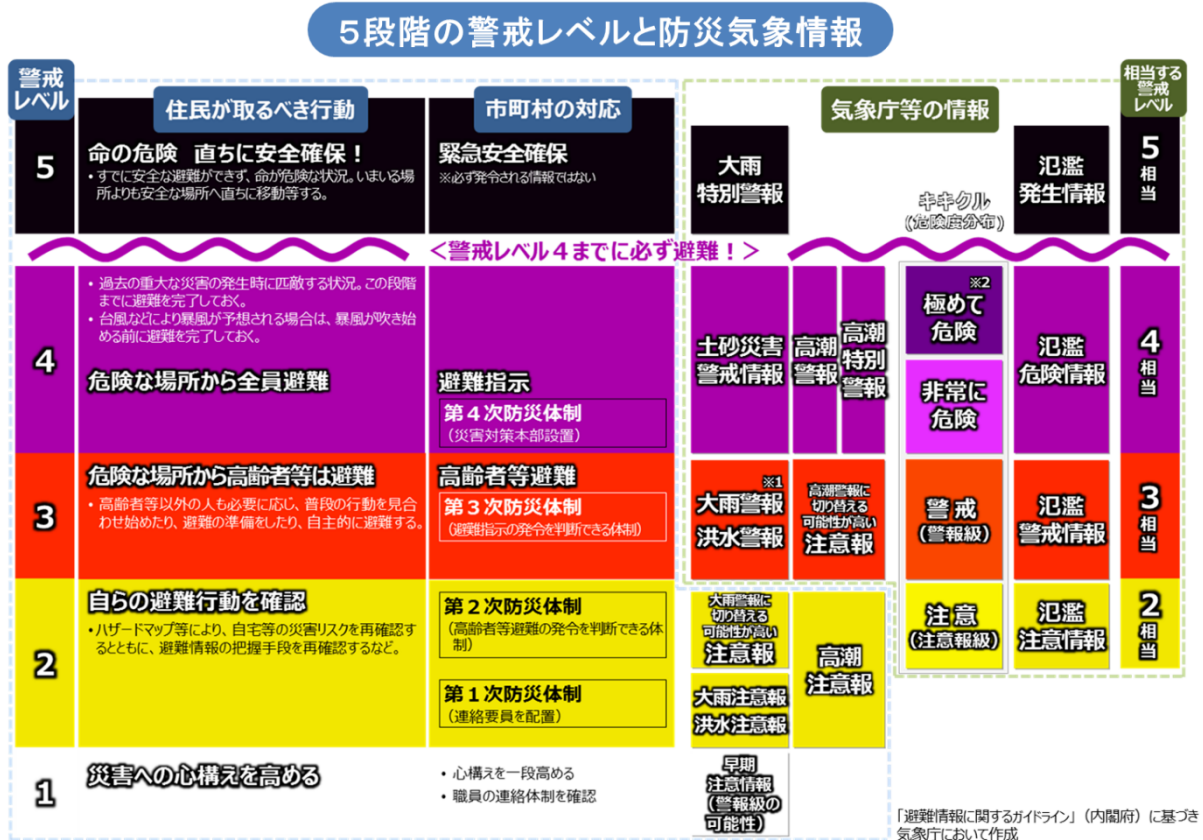 5段階の警戒レベルと防災気象情報
警戒
レベル
住民が取るべき行動
市町村の対応
気象庁等の情報
相当する
警戒
レベル
5
命の危険 直ちに安全確保！
・すでに安全な避難ができず、命が危険な状況。いまいる場
所よりも安全な場所へ直ちに移動等する。
緊急安全確保
※必ず発令される情報ではない
大雨
特別警報
キキクル
（危険度分布）
氾濫
発生情報
5
相
当
＜警戒レベル４までに必ず避難！＞
4
・過去の重大な災害の発生時に匹敵する状況。この段階
までに避難を完了しておく。
・台風などにより暴風が予想される場合は、暴風が吹き始
める前に避難を完了しておく。
危険な場所から全員避難
避難指示
第４次防災体制
（災害対策本部設置）
土砂災害
警戒情報
高潮
警報
高潮
特別
警報
※2
極めて
危険
非常に
危険
氾濫
危険情報
4
相
当
3
危険な場所から高齢者等は避難
・高齢者等以外の人も必要に応じ、普段の行動を見合
わせ始めたり、避難の準備をしたり、自主的に避難する。
高齢者等避難
第３次防災体制
（避難指示の発令を判断できる体制）
※1
大雨警報
洪水警報
高潮警報に
切り替える
可能性が高い
注意報
警戒
（警報級）
氾濫
警戒情報
3
相
当
2
自らの避難行動を確認
・ハザードマップ等により、自宅等の災害リスクを再確認す
るとともに、避難情報の把握手段を再確認するなど。
第２次防災体制
（高齢者等避難の発令を判断できる体
制）
第１次防災体制
（連絡要員を配置）
大雨警報に
切り替える
可能性が高い
注意報
大雨注意報
洪水注意報
高潮
注意報
注意
（注意報級）
氾濫
注意情報
2
相
当
1
災害への心構えを高める
・心構えを一段高める
・職員の連絡体制を確認
早期
注意情報
（警報級の
可能性）
「避難情報に関するガイドライン」（内閣府）に基づき
気象庁において作成